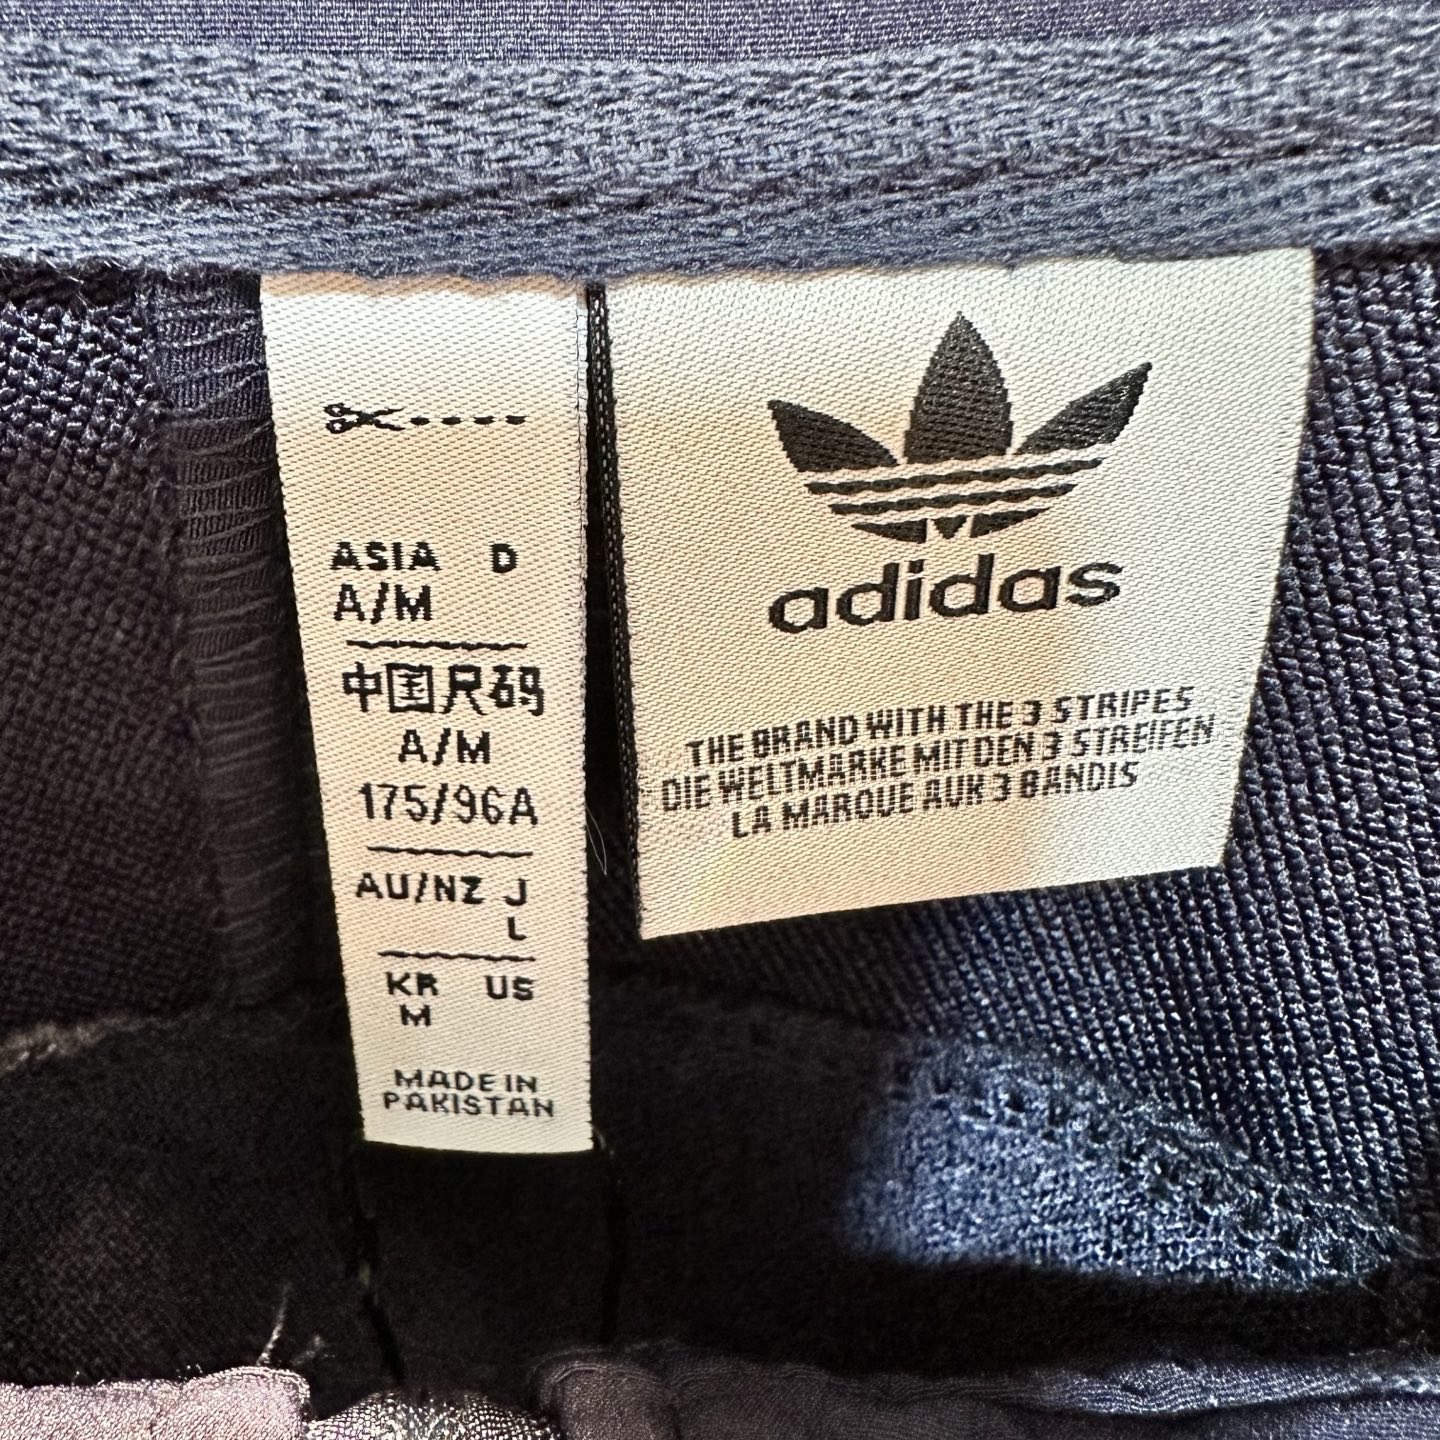 ASIA D
A/M
中国尺码
A/M
175/96A
AU/NZ J
L
KR US
M
MADE IN
PAKISTAN
adidas
THE BRAND WITH THE 3 STRIPES
DIE WELTMARKE MIT DEN 3 STREIFEN
LA MARQUE AUX 3 BANDIS